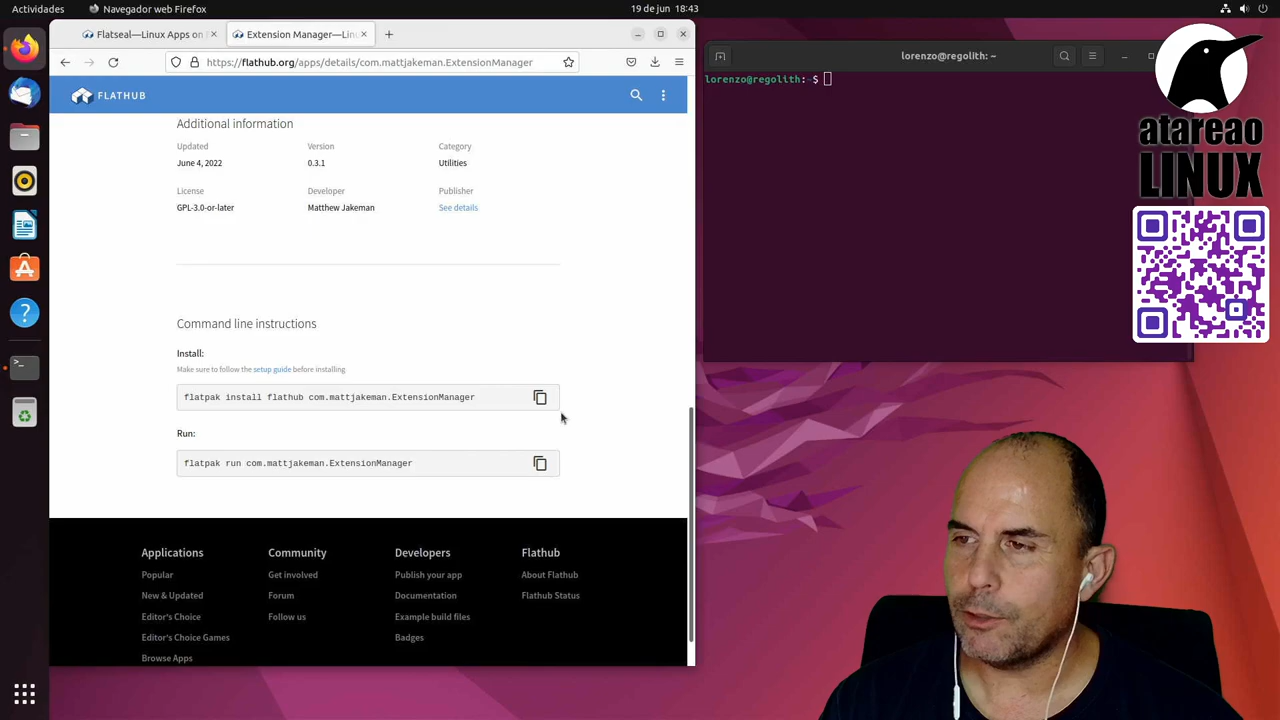 Actividades
Navegador web Firefox
19 de jun 18:43
Flatseal—Linux Apps on
Extension Manager—Lin
https://flathub.org/apps/details/com.mattjakeman.ExtensionManager
FLATHUB
Additional information
Updated
Version
Category
June 4, 2022
0.3.1
Utilities
License
Developer
Publisher
GPL-3.0-or-later
Matthew Jakeman
See details
Command line instructions
Install:
Make sure to follow the setup guide before installing
flatpak install flathub com.mattjakeman.ExtensionManager
Run:
flatpak run com.mattjakeman.ExtensionManager
Applications
Community
Developers
Flathub
Popular
Get involved
Publish your app
About Flathub
New & Updated
Forum
Documentation
Flathub Status
Editor's Choice
Follow us
Example build files
Editor's Choice Games
Badges
Browse Apps
lorenzo@regolith: ~
lorenzo@regolith:~$
atareao
LINUX